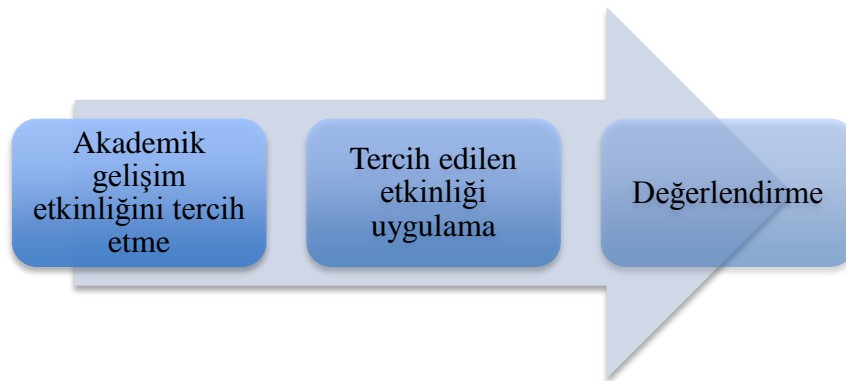 Akademik
gelişim
etkinliğini tercih
etme
Tercih edilen
etkinliği
uygulama
Değerlendirme